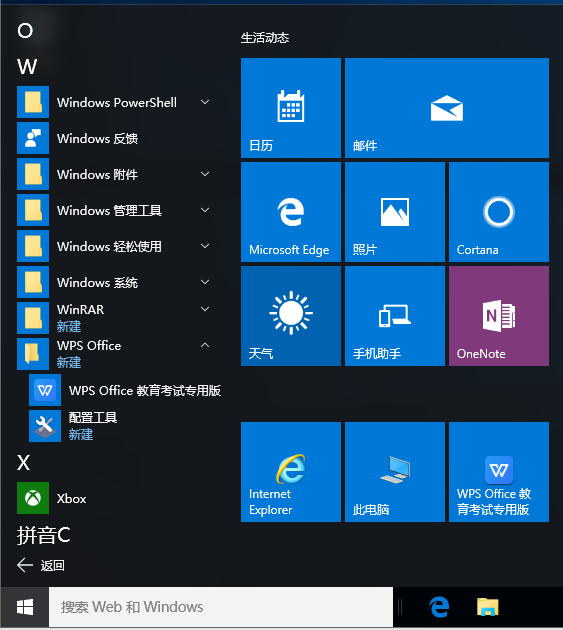 O
W
Windows PowerShell
Windows 反馈
Windows 附件
Windows 管理工具
Windows 轻松使用
Windows 系统
WinRAR
新建
WPS Office
新建
WPS Office 教育考试专用版
配置工具
新建
X
Xbox
拼音C
返回
生活动态
日历
邮件
Microsoft Edge
照片
Cortana
天气
手机助手
OneNote
Internet
Explorer
此电脑
WPS Office 教
育考试专用版
搜索 Web 和 Windows